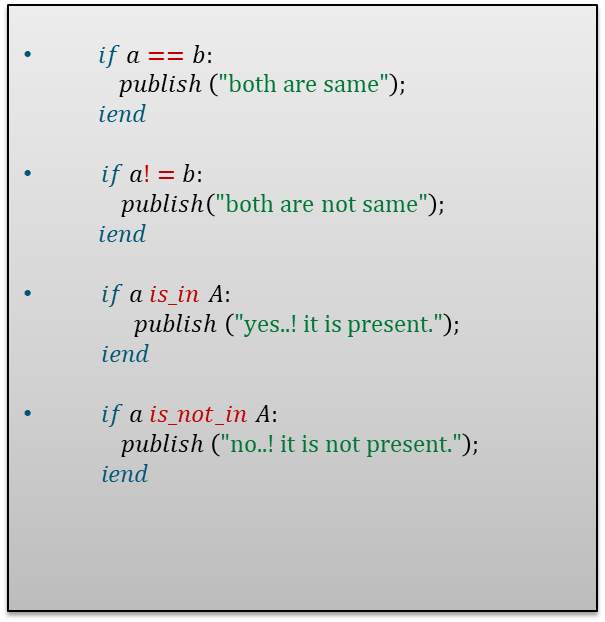 • if a == b:
publish ("both are same");
iend
• if a! = b:
publish("both are not same");
iend
• if a is_in A:
publish ("yes..! it is present.");
iend
• if a is_not_in A:
publish ("no..! it is not present.");
iend